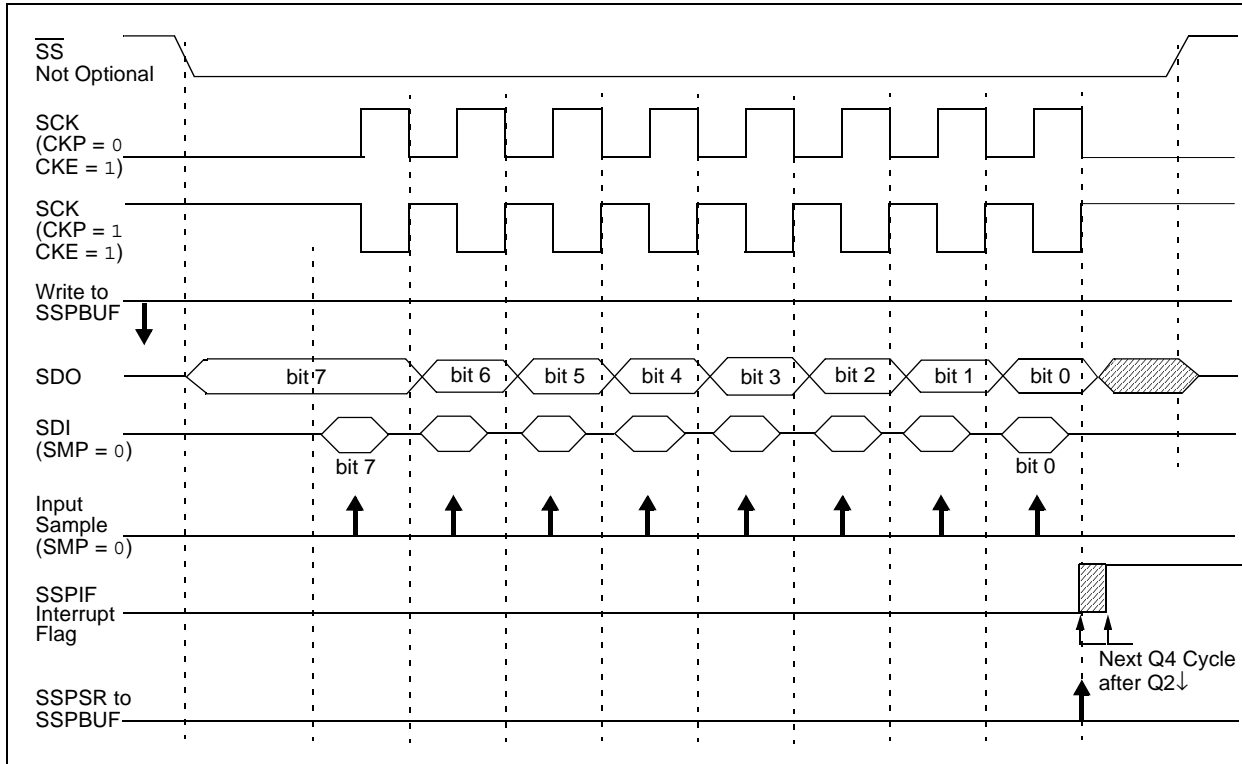 SS
Not Optional
SCK
(CKP = 0
CKE = 1)
SCK
(CKP = 1
CKE = 1)
Write to
SSPBUF
SDO
bit 7 bit 6 bit 5 bit 4 bit 3 bit 2 bit 1 bit 0
SDI
(SMP = 0)
bit 7 bit 0
Input
Sample
(SMP = 0)
SSPIF
Interrupt
Flag
Next Q4 Cycle
after Q2↓
SSPSR to
SSPBUF